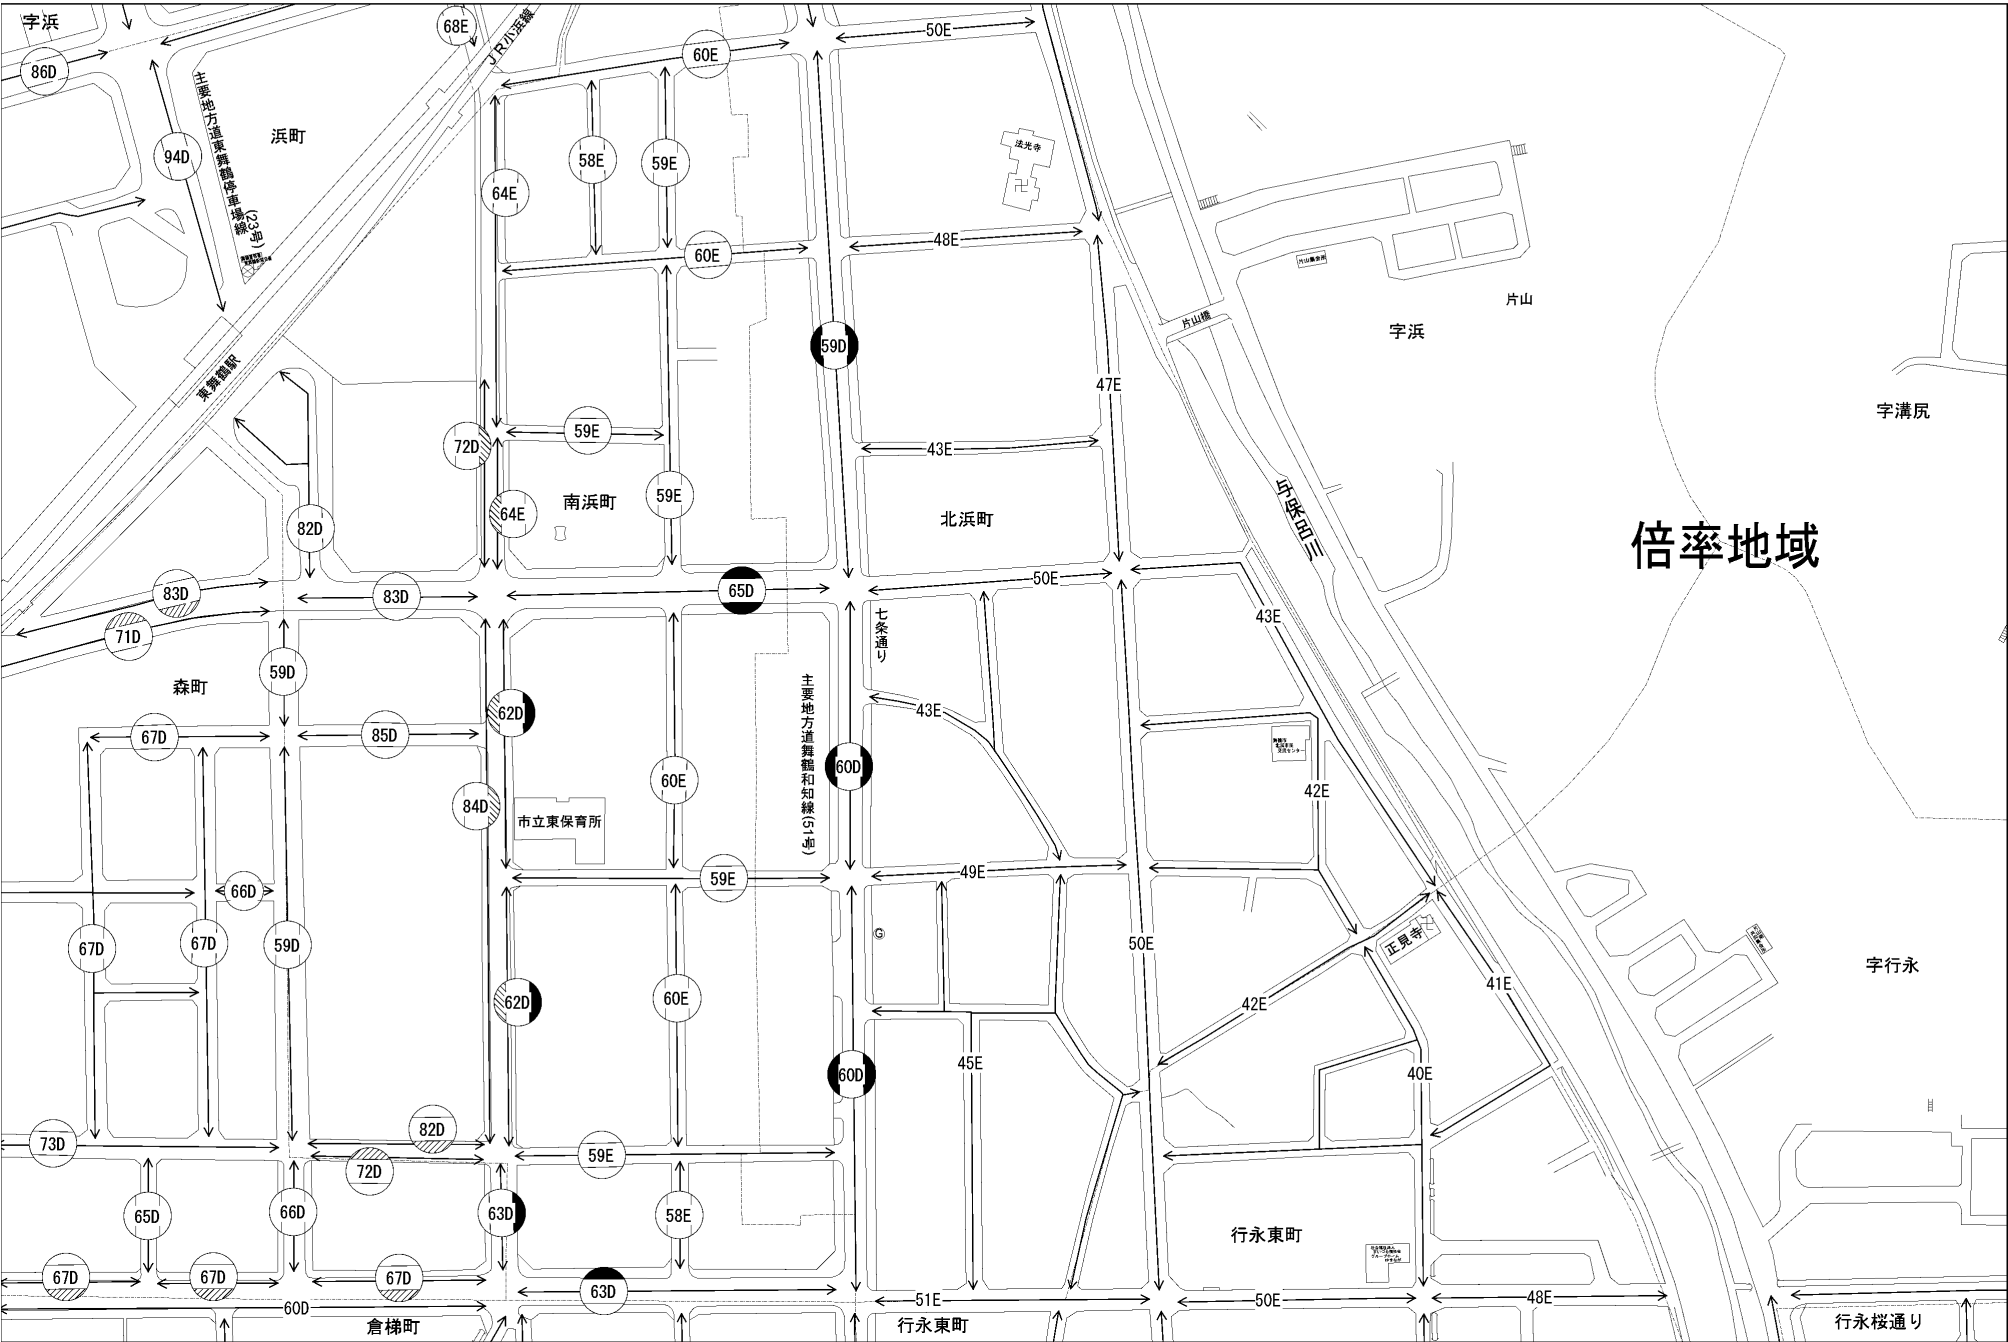 字浜
68E
JR小浜線
60E
50E
86D
主要地方道東舞鶴停車場線
(23号)
浜町
94D
58E
59E
64E
法光寺
48E
60E
片山集会所
片山
片山橋
字浜
59D
東舞鶴駅
47E
字溝尻
72D
59E
43E
59E
南浜町
64E
北浜町
与保呂川
82D
倍率地域
83D
83D
65D
50E
43E
71D
七条通り
59D
森町
主要地方道舞鶴和知線(51号)
62D
43E
67D
85D
60D
60E
42E
84D
市立東保育所
49E
59E
66D
67D
67D
59D
50E
正見寺
字行永
41E
62D
60E
42E
45E
60D
40E
82D
73D
59E
72D
65D
66D
63D
58E
行永東町
67D
67D
67D
63D
60D
51E
50E
48E
倉梯町
行永東町
行永桜通り